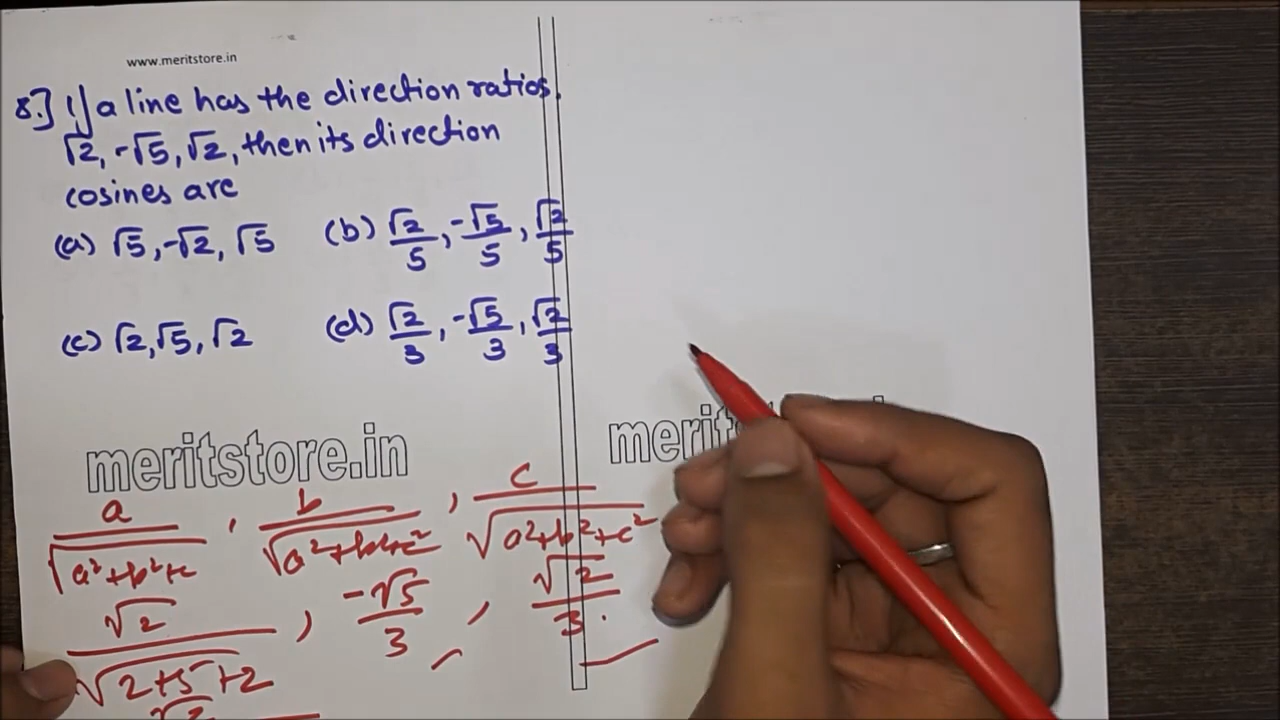 www.meritstore.in
8.] If a line has the direction ratios
√2, -√5, √2, then its direction
cosines are
(a) √5, -√2, √5 (b) √2/5, -√5/5, √2/5
(c) √2, √5, √2 (d) √2/3, -√5/3, √2/3
meritstore.in
a/√(a²+b²+c), b/√(a²+b²+c²), c/√(a²+b²+c²)
√2/√(2+5+2), -√5/3, √2/3.